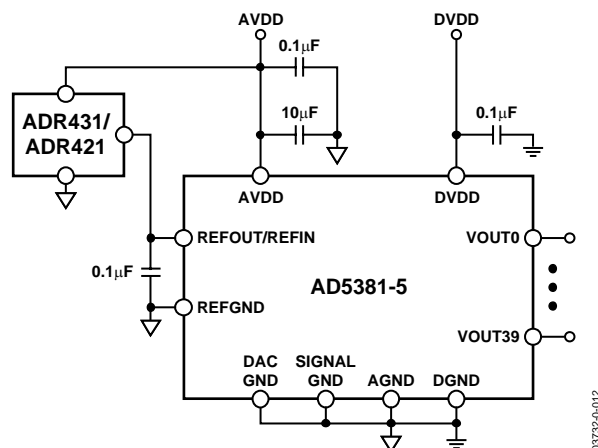 AVDD
DVDD
0.1μF
ADR431/
ADR421
10μF
0.1μF
AVDD
DVDD
REFOUT/REFIN
VOUT0
0.1μF
AD5381-5
REFGND
VOUT39
DAC
GND
SIGNAL
GND
AGND
DGND
03732-0-012